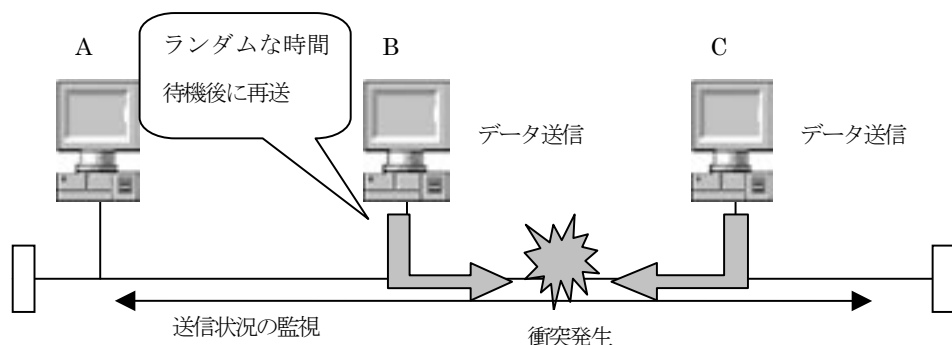 A
ランダムな時間
待機後に再送
B
データ送信
C
データ送信
送信状況の監視
衝突発生